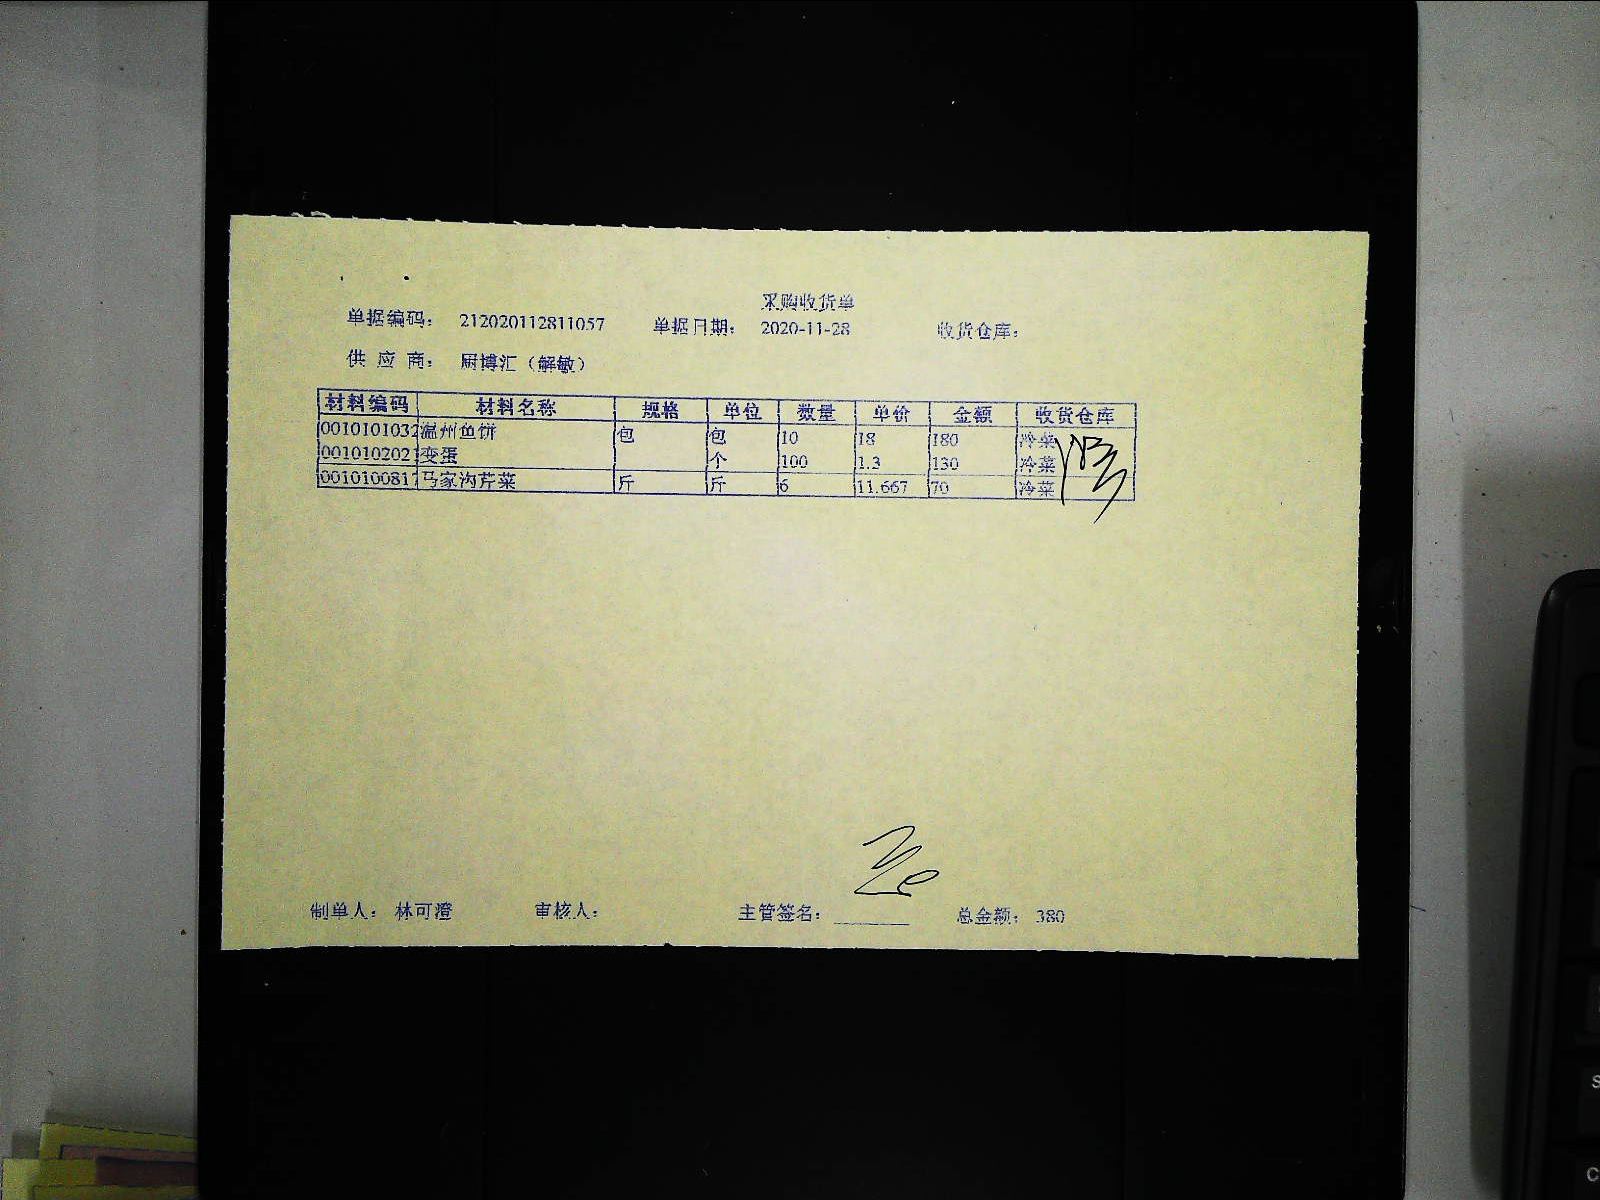 采购收货单
单据编码： 212020112811057 单据日期： 2020-11-28 收货仓库：
供 应 商： 厨博汇（解敏）
材料编码 材料名称 规格 单位 数量 单价 金额 收货仓库
0010101032 温州鱼饼 包 包 10 18 180 冷菜
0010102021 变蛋 个 100 1.3 130 冷菜
0010100817 马家沟芹菜 斤 斤 6 11.667 70 冷菜
制单人： 林可澄 审核人： 主管签名： 总金额： 380